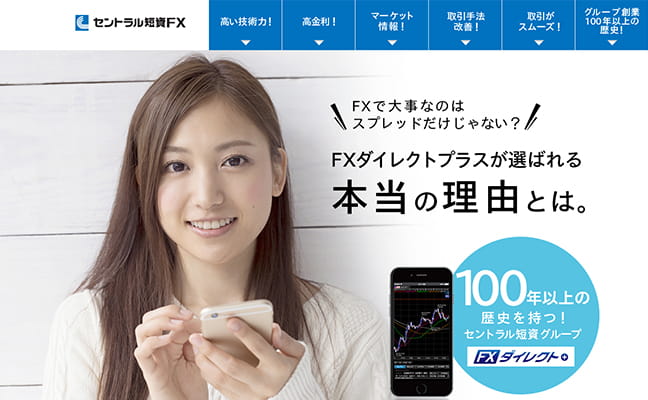 セントラル短資FX
高い技術力!
高金利!
マーケット
情報!
取引手法
改善!
取引が
スムーズ!
グループ創業
100年以上の
歴史!
FXで大事なのは
スプレッドだけじゃない?
FXダイレクトプラスが選ばれる
本当の理由とは。
100年以上の
歴史を持つ!
セントラル短資グループ
FXダイレクト+